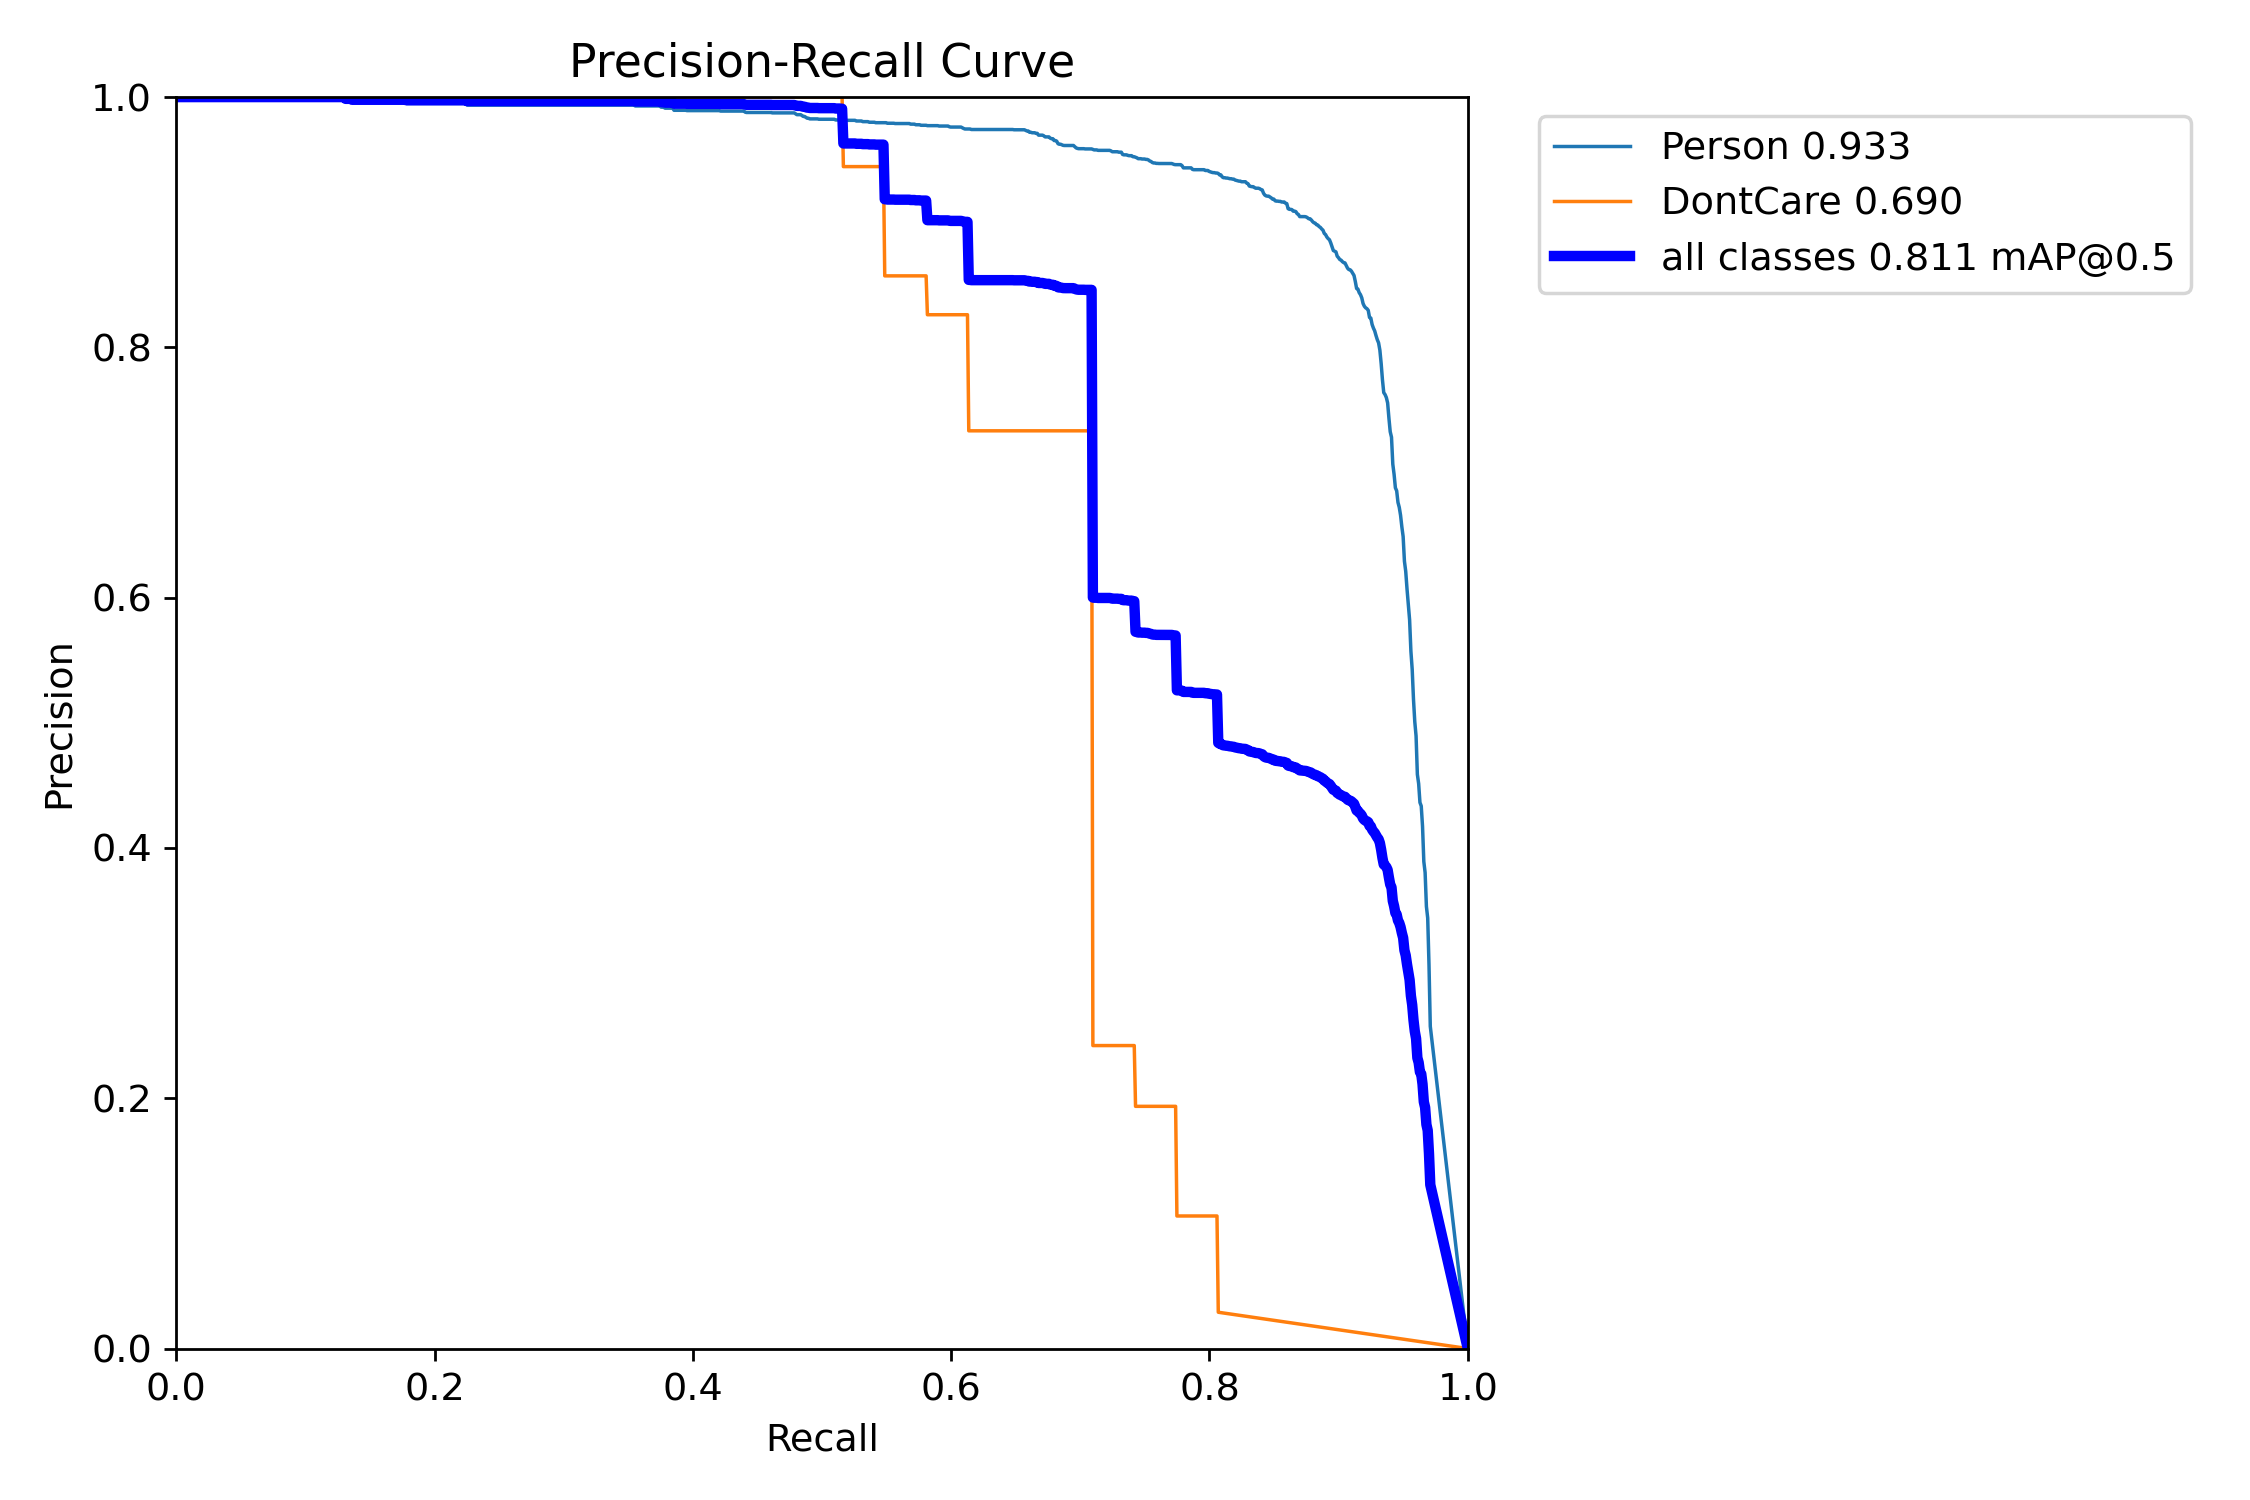 Precision-Recall Curve
1.0
0.8
0.6
0.4
0.2
0.0
Precision
0.0 0.2 0.4 0.6 0.8 1.0
Recall
Person 0.933
DontCare 0.690
all classes 0.811 mAP@0.5